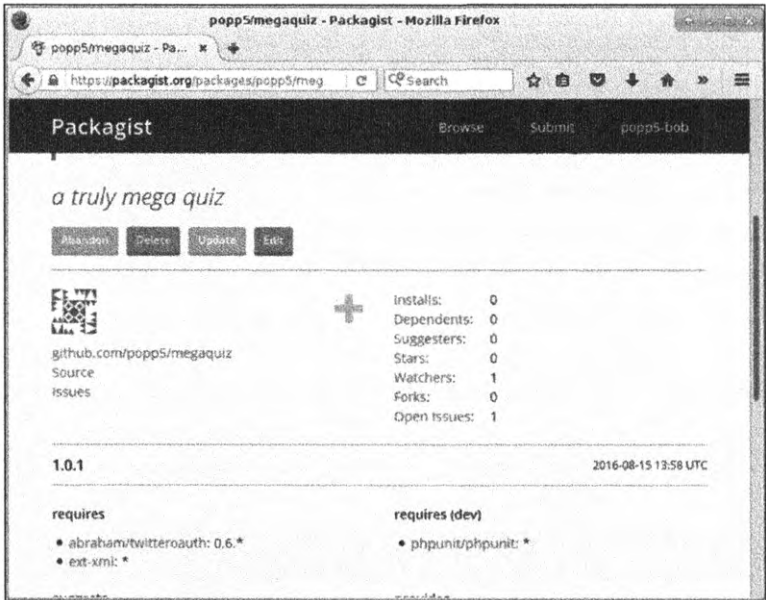 popp5/megaquiz - Packagist - Mozilla Firefox
popp5/megaquiz - Pa...
https://packagist.org/packages/popp5/meg
Search
Packagist
Browse
Submit
popp5-bob
a truly mega quiz
Abandon
Delete
Update
Edit
github.com/popp5/megaquiz
Source
Issues
Installs: 0
Dependents: 0
Suggesters: 0
Stars: 0
Watchers: 1
Forks: 0
Open Issues: 1
1.0.1
2016-08-15 13:58 UTC
requires
• abraham/twitteroauth: 0.6.*
• ext-xml: *
requires (dev)
• phpunit/phpunit: *